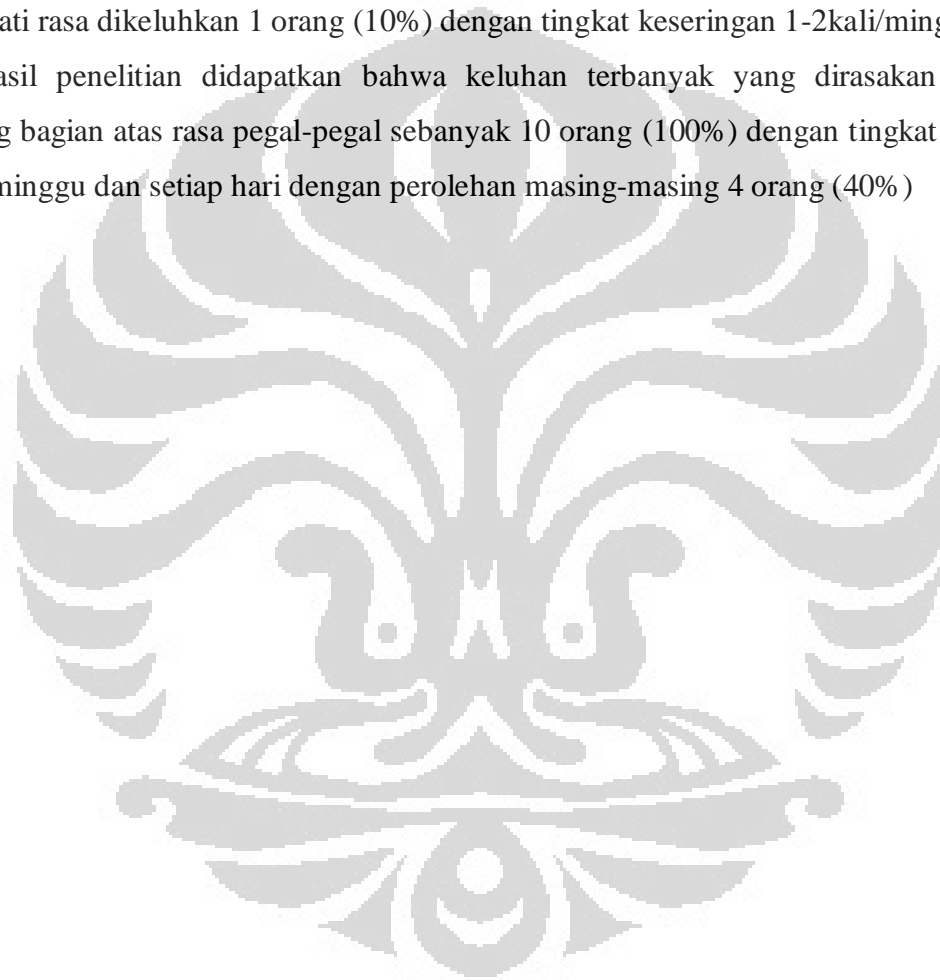 ati rasa dikeluhkan 1 orang (10%) dengan tingkat keseringan 1-2kali/ming
asil penelitian didapatkan bahwa keluhan terbanyak yang dirasakan
g bagian atas rasa pegal-pegal sebanyak 10 orang (100%) dengan tingkat
minggu dan setiap hari dengan perolehan masing-masing 4 orang (40%)